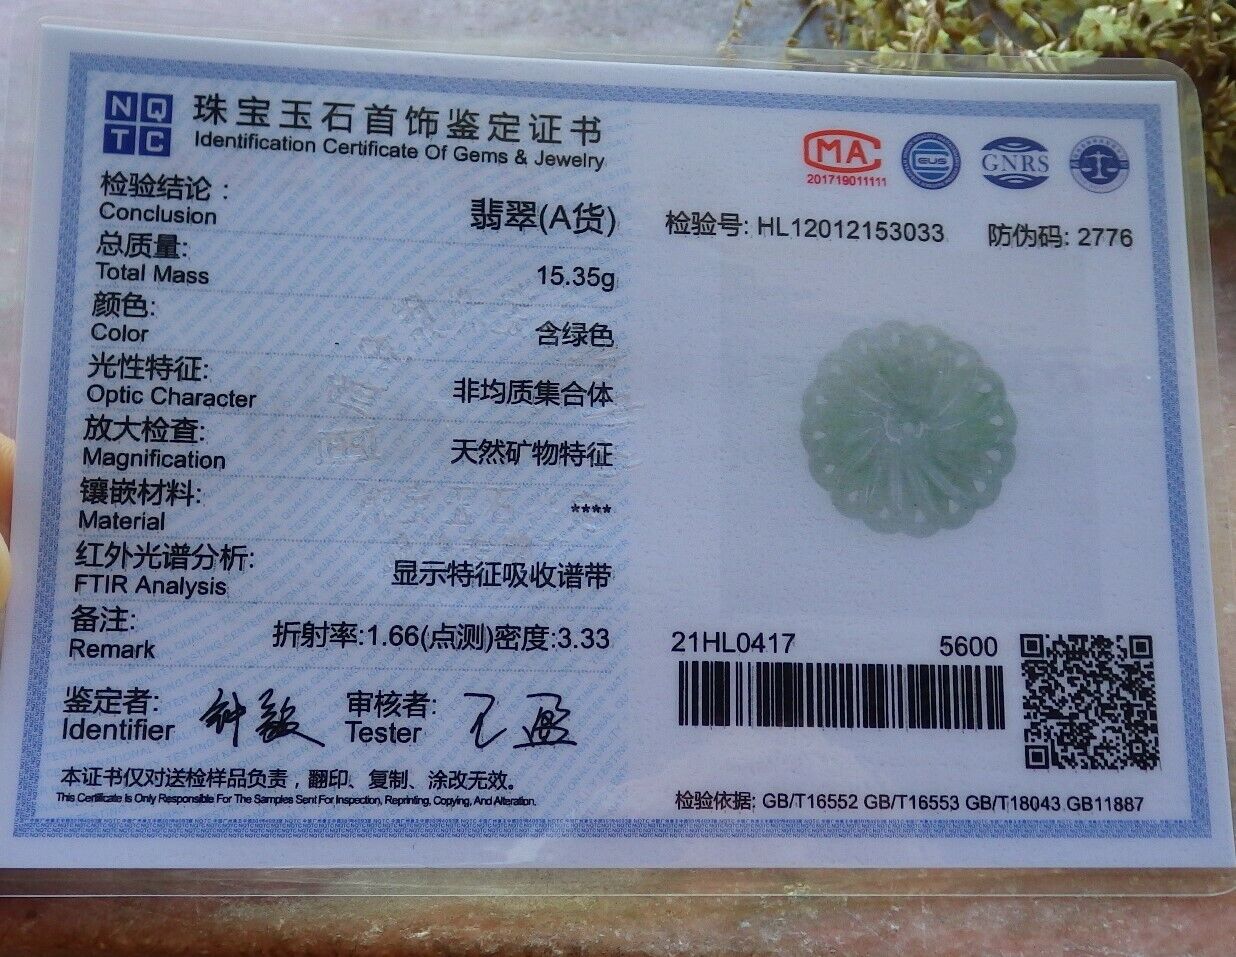 NQ
TC
珠宝玉石首饰鉴定证书
Identification Certificate Of Gems & Jewelry
检验结论：
Conclusion
翡翠(A货)
总质量:
Total Mass
15.35g
颜色:
Color
含绿色
光性特征:
Optic Character
非均质集合体
放大检查:
Magnification
天然矿物特征
镶嵌材料:
Material
****
红外光谱分析:
FTIR Analysis
显示特征吸收谱带
备注:
Remark
折射率:1.66(点测)密度:3.33
鉴定者:
Identifier
审核者:
Tester
本证书仅对送检样品负责，翻印、复制、涂改无效。
This Certificate Is Only Responsible For The Samples Sent For Inspection, Reprinting, Copying, And Alteration.
MA
201719011111
GNRS
检验号: HL12012153033
防伪码: 2776
21HL0417
5600
检验依据: GB/T16552 GB/T16553 GB/T18043 GB11887